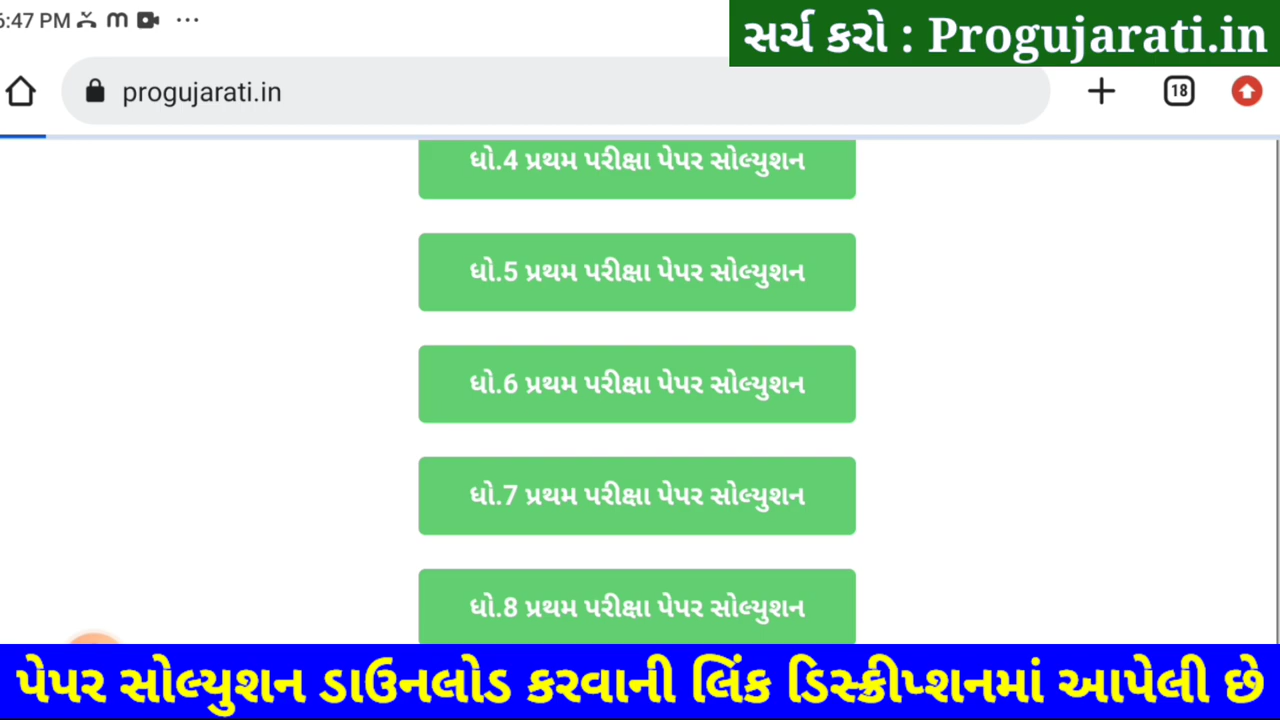 6:47 PM
સર્ચ કરો : Progujarati.in
progujarati.in
18
ધો.4 પ્રથમ પરીક્ષા પેપર સોલ્યુશન
ધો.5 પ્રથમ પરીક્ષા પેપર સોલ્યુશન
ધો.6 પ્રથમ પરીક્ષા પેપર સોલ્યુશન
ધો.7 પ્રથમ પરીક્ષા પેપર સોલ્યુશન
ધો.8 પ્રથમ પરીક્ષા પેપર સોલ્યુશન
પેપર સોલ્યુશન ડાઉનલોડ કરવાની લિંક ડિસ્ક્રીપ્શનમાં આપેલી છે